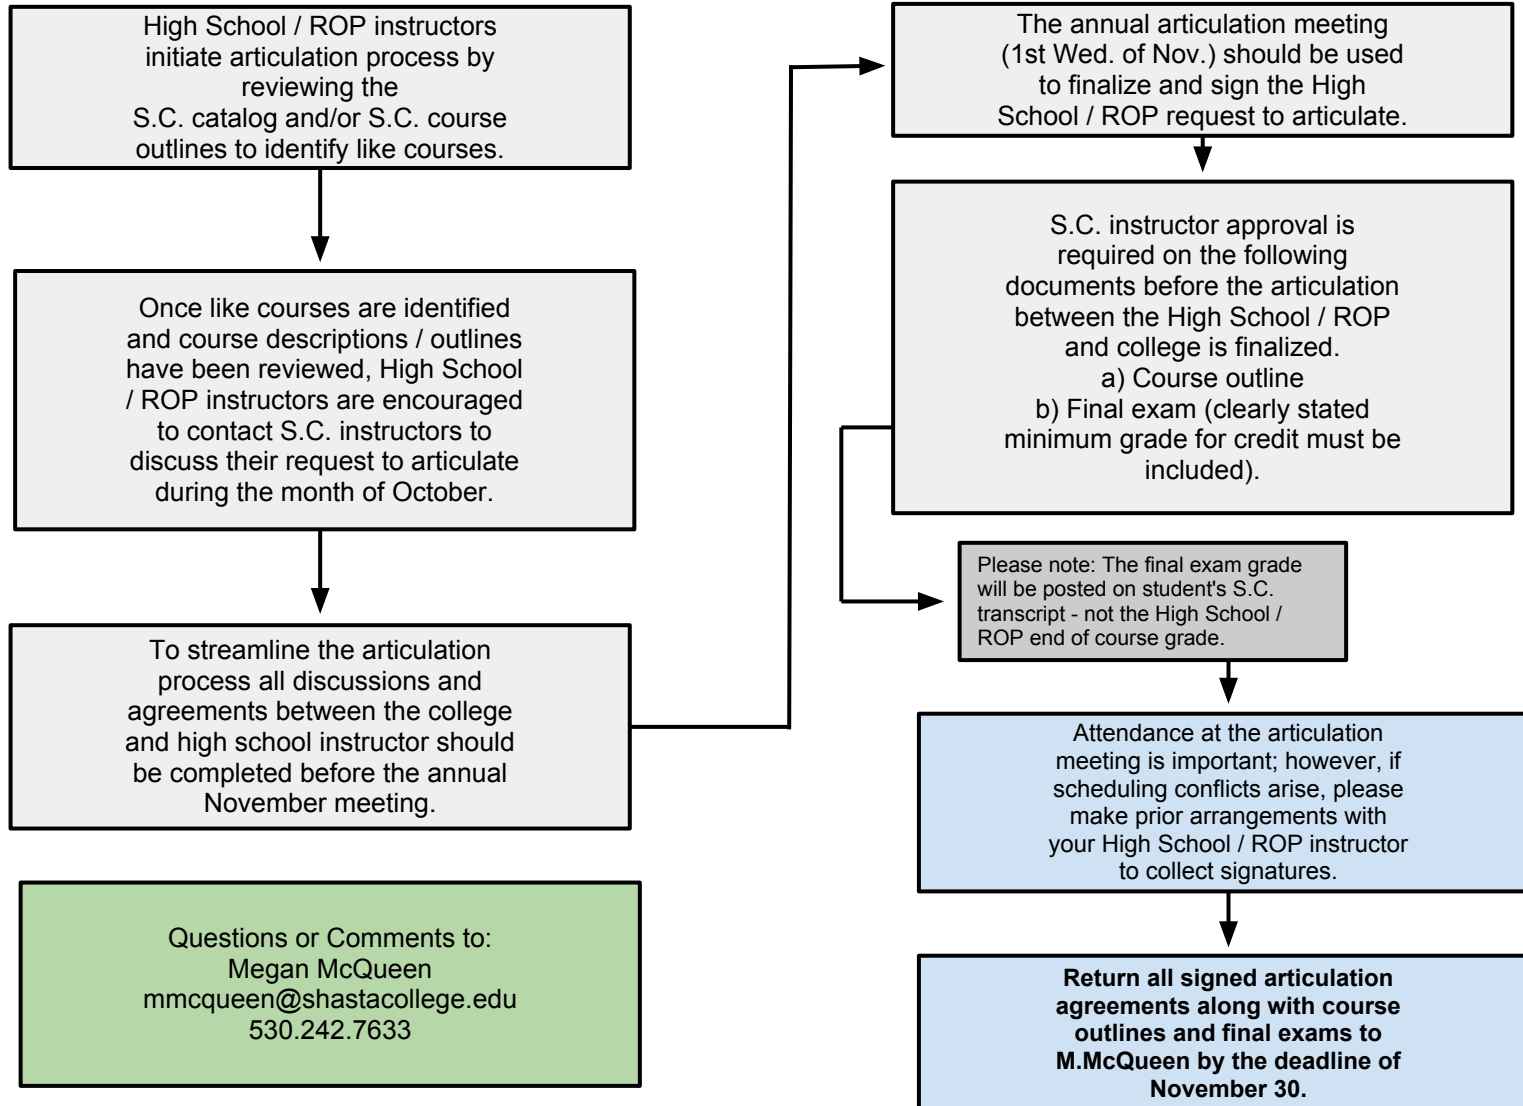 High School / ROP instructors
initiate articulation process by
reviewing the
S.C. catalog and/or S.C. course
outlines to identify like courses.
Once like courses are identified
and course descriptions / outlines
have been reviewed, High School
/ ROP instructors are encouraged
to contact S.C. instructors to
discuss their request to articulate
during the month of October.
To streamline the articulation
process all discussions and
agreements between the college
and high school instructor should
be completed before the annual
November meeting.
Questions or Comments to:
Megan McQueen
mmcqueen@shastacollege.edu
530.242.7633
The annual articulation meeting
(1st Wed. of Nov.) should be used
to finalize and sign the High
School / ROP request to articulate.
S.C. instructor approval is
required on the following
documents before the articulation
between the High School / ROP
and college is finalized.
a) Course outline
b) Final exam (clearly stated
minimum grade for credit must be
included).
Please note: The final exam grade
will be posted on student's S.C.
transcript - not the High School /
ROP end of course grade.
Attendance at the articulation
meeting is important; however, if
scheduling conflicts arise, please
make prior arrangements with
your High School / ROP instructor
to collect signatures.
Return all signed articulation
agreements along with course
outlines and final exams to
M.McQueen by the deadline of
November 30.